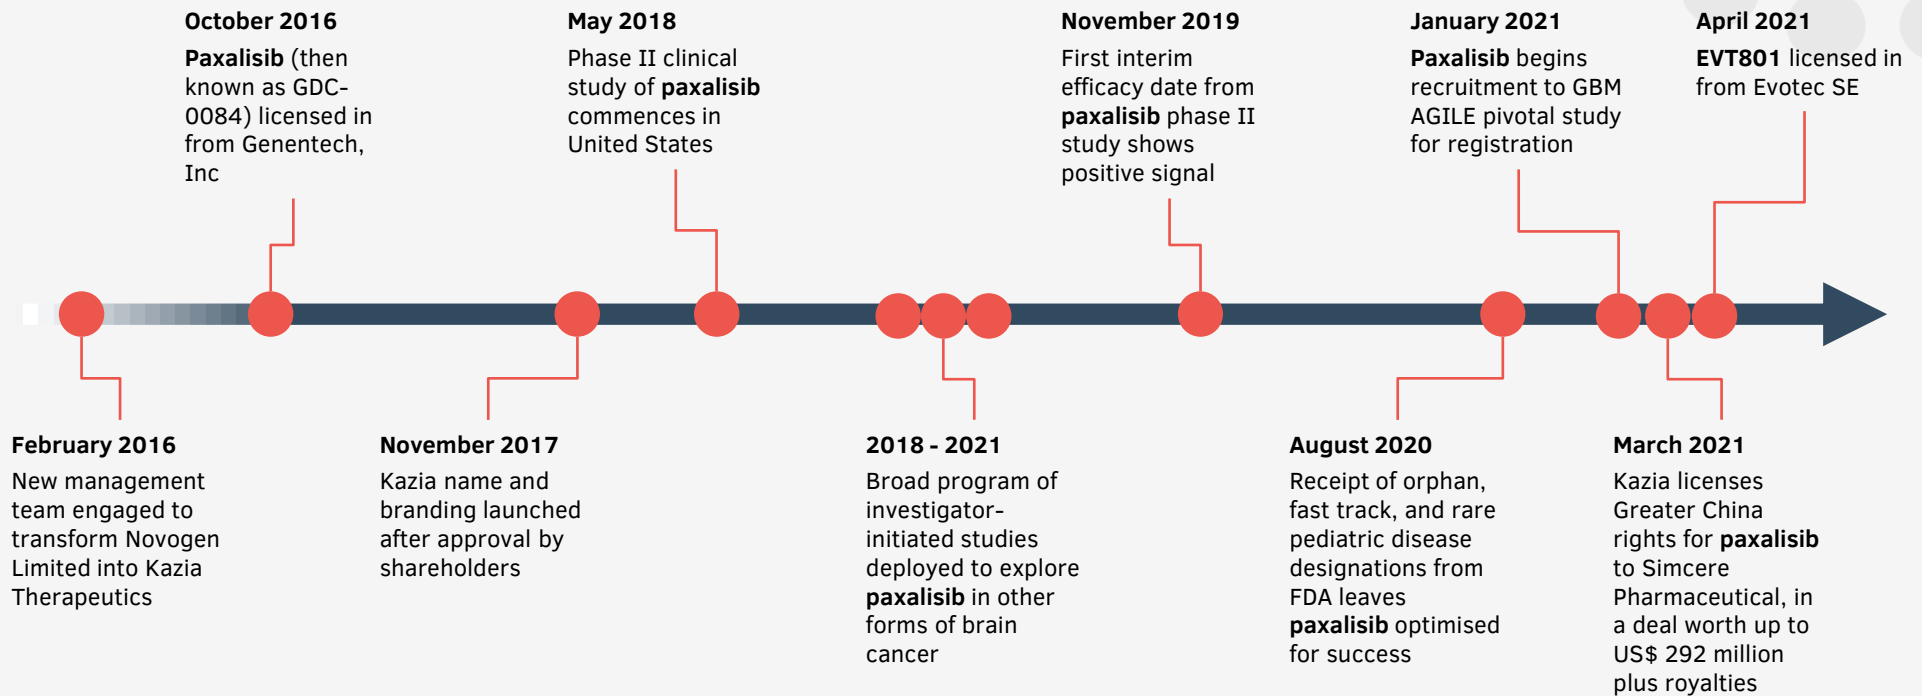 October 2016
Paxalisib (then
known as GDC-
0084) licensed in
from Genentech,
Inc
May 2018
Phase II clinical
study of paxalisib
commences in
United States
November 2019
First interim
efficacy date from
paxalisib phase II
study shows
positive signal
January 2021
Paxalisib begins
recruitment to GBM
AGILE pivotal study
for registration
April 2021
EVT801 licensed in
from Evotec SE
February 2016
New management
team engaged to
transform Novogen
Limited into Kazia
Therapeutics
November 2017
Kazia name and
branding launched
after approval by
shareholders
2018 - 2021
Broad program of
investigator-
initiated studies
deployed to explore
paxalisib in other
forms of brain
cancer
August 2020
Receipt of orphan,
fast track, and rare
pediatric disease
designations from
FDA leaves
paxalisib optimised
for success
March 2021
Kazia licenses
Greater China
rights for paxalisib
to Simcere
Pharmaceutical, in
a deal worth up to
US$ 292 million
plus royalties